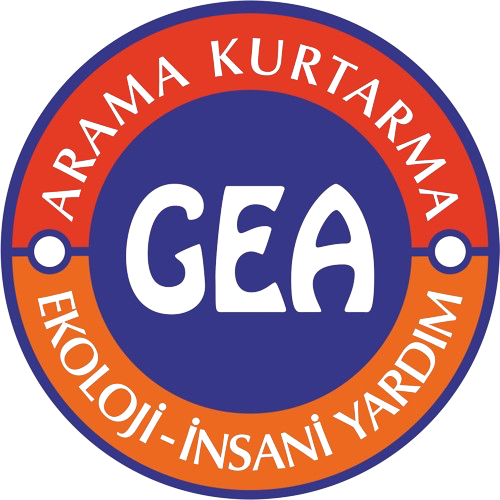 ARAMA KURTARMA
GEA
EKOLOJİ-İNSANİ YARDIM